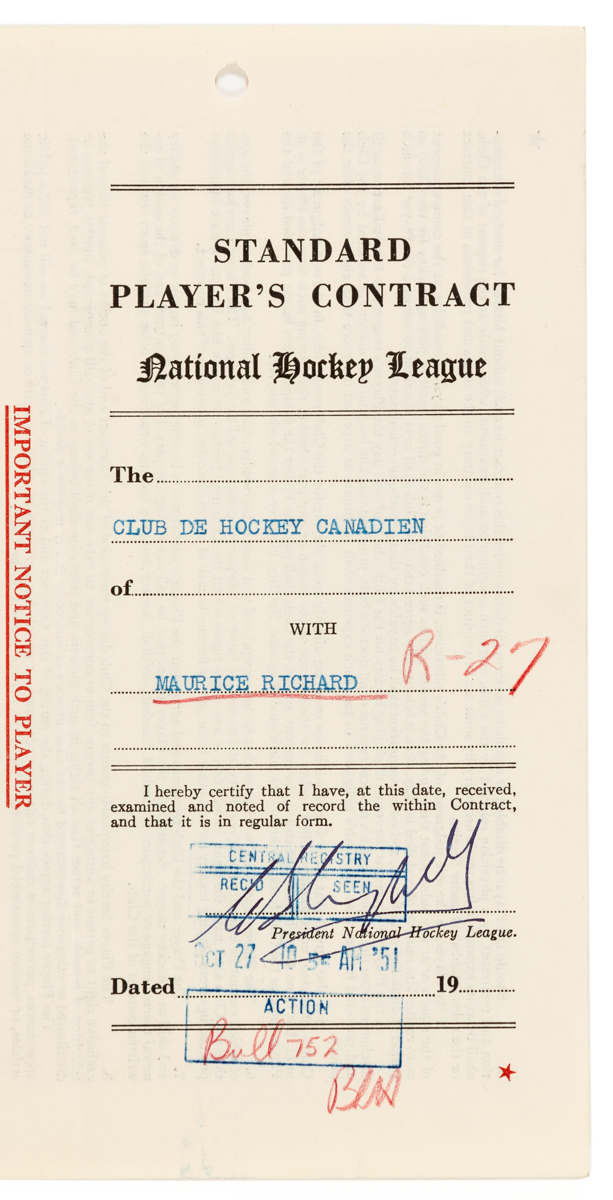 STANDARD
PLAYER'S CONTRACT
National Hockey League
The
CLUB DE HOCKEY CANADIEN
of
WITH
R-27
MAURICE RICHARD
I hereby certify that I have, at this date, received,
examined and noted of record the within Contract,
and that it is in regular form.
CENTRAL REGISTRY
REC'D SEEN
President National Hockey League.
OCT 27 10 AM '51
Dated 19
ACTION
Bull 752
IMPORTANT NOTICE TO PLAYER